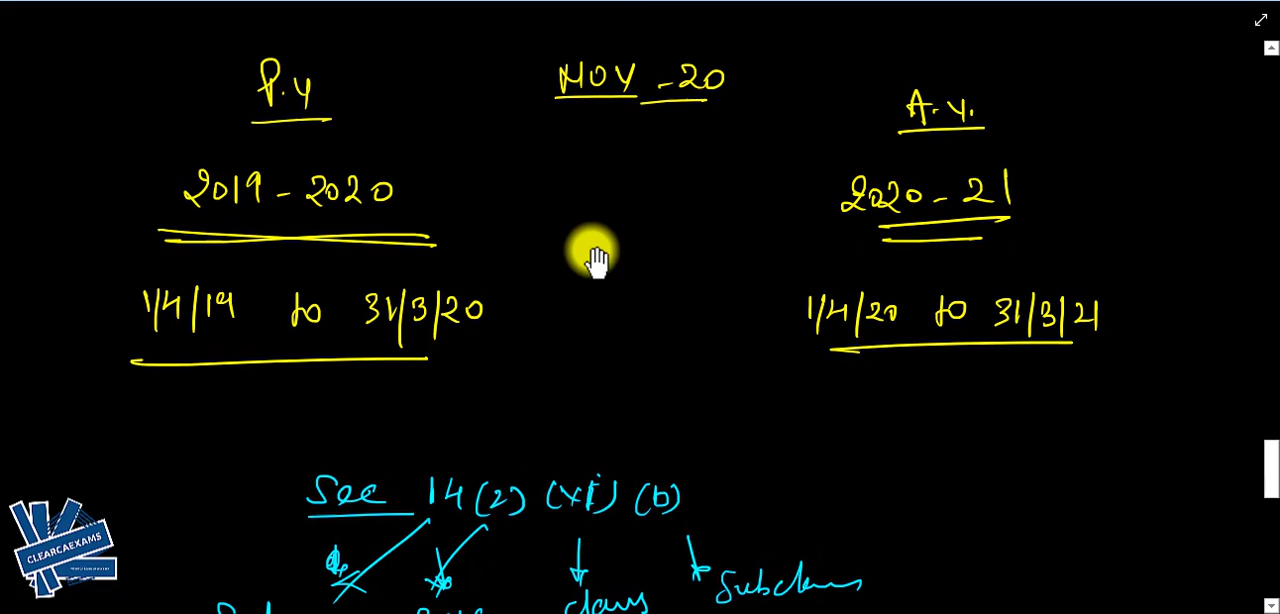 P.Y
NOV - 20
A.Y.
2019 - 2020
2020 - 21
1/4/19 to 31/3/20
1/4/20 to 31/3/21
Sec 14 (2) (xi) (b)
clause
Subclause
CLEARCAEXAMS